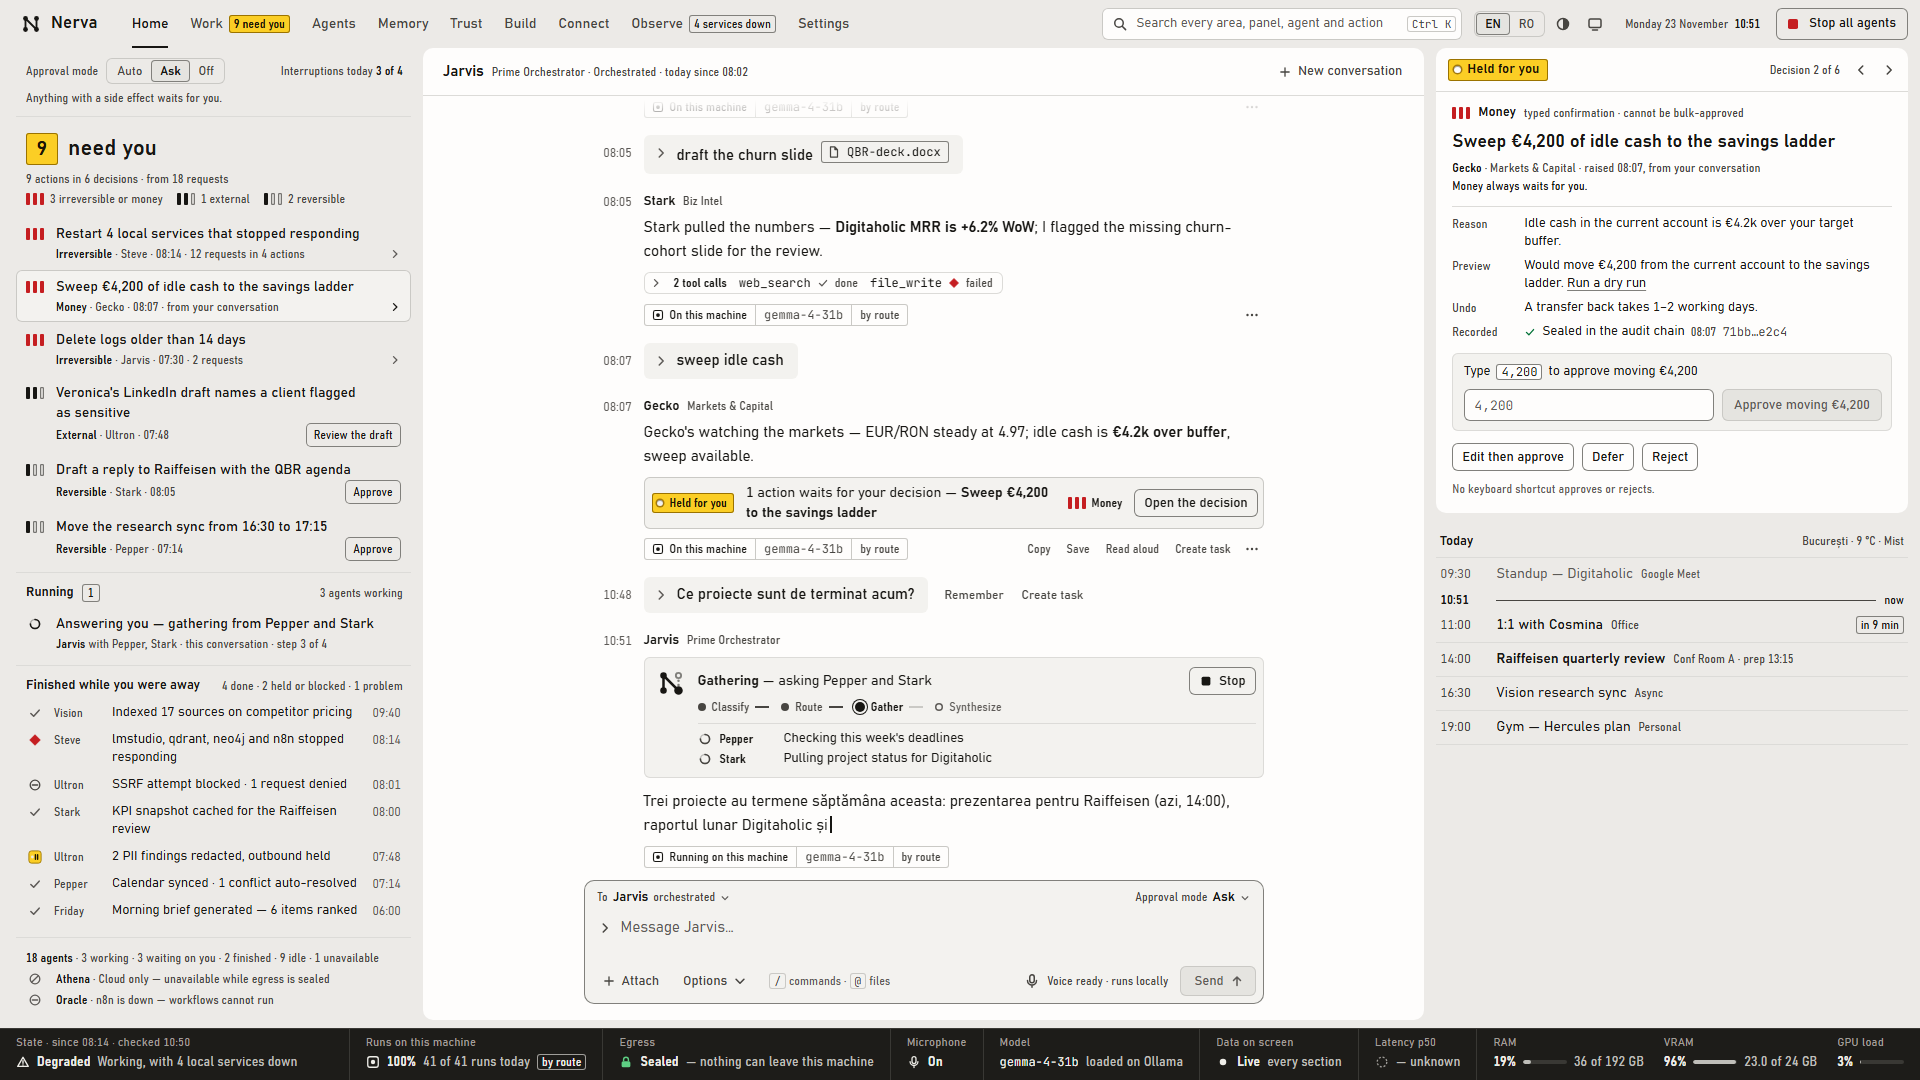 Nerva
Home
Work 9 need you
Agents
Memory
Trust
Build
Connect
Observe 4 services down
Settings
Search every area, panel, agent and action Ctrl K
EN RO
Monday 23 November 10:51
Stop all agents
Approval mode Auto Ask Off
Interruptions today 3 of 4
Anything with a side effect waits for you.
9 need you
9 actions in 6 decisions · from 18 requests
3 irreversible or money 1 external 2 reversible
Restart 4 local services that stopped responding
Irreversible · Steve · 08:14 · 12 requests in 4 actions
Sweep €4,200 of idle cash to the savings ladder
Money · Gecko · 08:07 · from your conversation
Delete logs older than 14 days
Irreversible · Jarvis · 07:30 · 2 requests
Veronica's LinkedIn draft names a client flagged
as sensitive
External · Ultron · 07:48
Review the draft
Draft a reply to Raiffeisen with the QBR agenda
Reversible · Stark · 08:05
Approve
Move the research sync from 16:30 to 17:15
Reversible · Pepper · 07:14
Approve
Running 1
3 agents working
Answering you — gathering from Pepper and Stark
Jarvis with Pepper, Stark · this conversation · step 3 of 4
Finished while you were away
4 done · 2 held or blocked · 1 problem
Vision Indexed 17 sources on competitor pricing 09:40
Steve lmstudio, qdrant, neo4j and n8n stopped 08:14
responding
Ultron SSRF attempt blocked · 1 request denied 08:01
Stark KPI snapshot cached for the Raiffeisen 08:00
review
Ultron 2 PII findings redacted, outbound held 07:48
Pepper Calendar synced · 1 conflict auto-resolved 07:14
Friday Morning brief generated — 6 items ranked 06:00
18 agents · 3 working · 3 waiting on you · 2 finished · 9 idle · 1 unavailable
Athena · Cloud only — unavailable while egress is sealed
Oracle · n8n is down — workflows cannot run
Jarvis Prime Orchestrator · Orchestrated · today since 08:02
New conversation
On this machine gemma-4-31b by route
08:05 draft the churn slide QBR-deck.docx
08:05 Stark Biz Intel
Stark pulled the numbers — Digitaholic MRR is +6.2% WoW; I flagged the missing churn-
cohort slide for the review.
2 tool calls web_search done file_write failed
On this machine gemma-4-31b by route
08:07 sweep idle cash
08:07 Gecko Markets & Capital
Gecko's watching the markets — EUR/RON steady at 4.97; idle cash is €4.2k over buffer,
sweep available.
Held for you
1 action waits for your decision — Sweep €4,200
to the savings ladder
Money
Open the decision
On this machine gemma-4-31b by route
Copy Save Read aloud Create task
10:48 Ce proiecte sunt de terminat acum?
Remember Create task
10:51 Jarvis Prime Orchestrator
Gathering — asking Pepper and Stark
Stop
Classify Route Gather Synthesize
Pepper Checking this week's deadlines
Stark Pulling project status for Digitaholic
Trei proiecte au termene săptămâna aceasta: prezentarea pentru Raiffeisen (azi, 14:00),
raportul lunar Digitaholic și
Running on this machine gemma-4-31b by route
To Jarvis orchestrated
Approval mode Ask
Message Jarvis...
Attach
Options
/ commands · @ files
Voice ready · runs locally
Send
Held for you
Decision 2 of 6
Money typed confirmation · cannot be bulk-approved
Sweep €4,200 of idle cash to the savings ladder
Gecko · Markets & Capital · raised 08:07, from your conversation
Money always waits for you.
Reason Idle cash in the current account is €4.2k over your target
buffer.
Preview Would move €4,200 from the current account to the savings
ladder. Run a dry run
Undo A transfer back takes 1–2 working days.
Recorded Sealed in the audit chain 08:07 71bb…e2c4
Type 4,200 to approve moving €4,200
4,200
Approve moving €4,200
Edit then approve
Defer
Reject
No keyboard shortcut approves or rejects.
Today
București · 9 °C · Mist
09:30 Standup — Digitaholic Google Meet
10:51 now
11:00 1:1 with Cosmina Office in 9 min
14:00 Raiffeisen quarterly review Conf Room A · prep 13:15
16:30 Vision research sync Async
19:00 Gym — Hercules plan Personal
State · since 08:14 · checked 10:50
Degraded Working, with 4 local services down
Runs on this machine
100% 41 of 41 runs today by route
Egress
Sealed — nothing can leave this machine
Microphone
On
Model
gemma-4-31b loaded on Ollama
Data on screen
Live every section
Latency p50
— unknown
RAM
19% 36 of 192 GB
VRAM
96% 23.0 of 24 GB
GPU load
3%